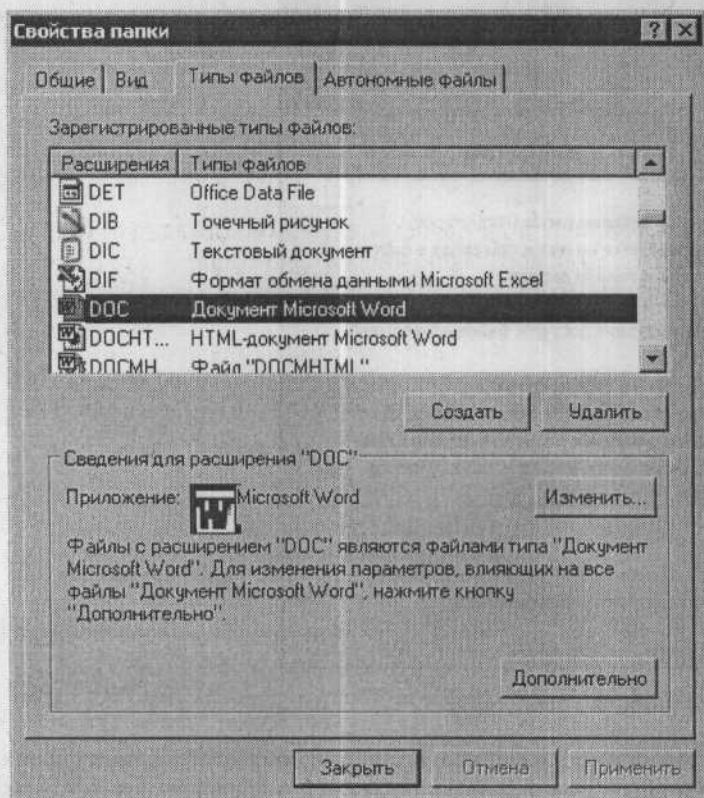 Свойства папки
Общие Вид Типы файлов Автономные файлы
Зарегистрированные типы файлов:
Расширения Типы файлов
DET Office Data File
DIB Точечный рисунок
DIC Текстовый документ
DIF Формат обмена данными Microsoft Excel
DOC Документ Microsoft Word
DOCHT... HTML-документ Microsoft Word
DOCMH Файл "DOCMHTML"
Создать Удалить
Сведения для расширения "DOC"
Приложение: Microsoft Word Изменить...
Файлы с расширением "DOC" являются файлами типа "Документ
Microsoft Word". Для изменения параметров, влияющих на все
файлы "Документ Microsoft Word", нажмите кнопку
"Дополнительно".
Дополнительно
Закрыть Отмена Применить